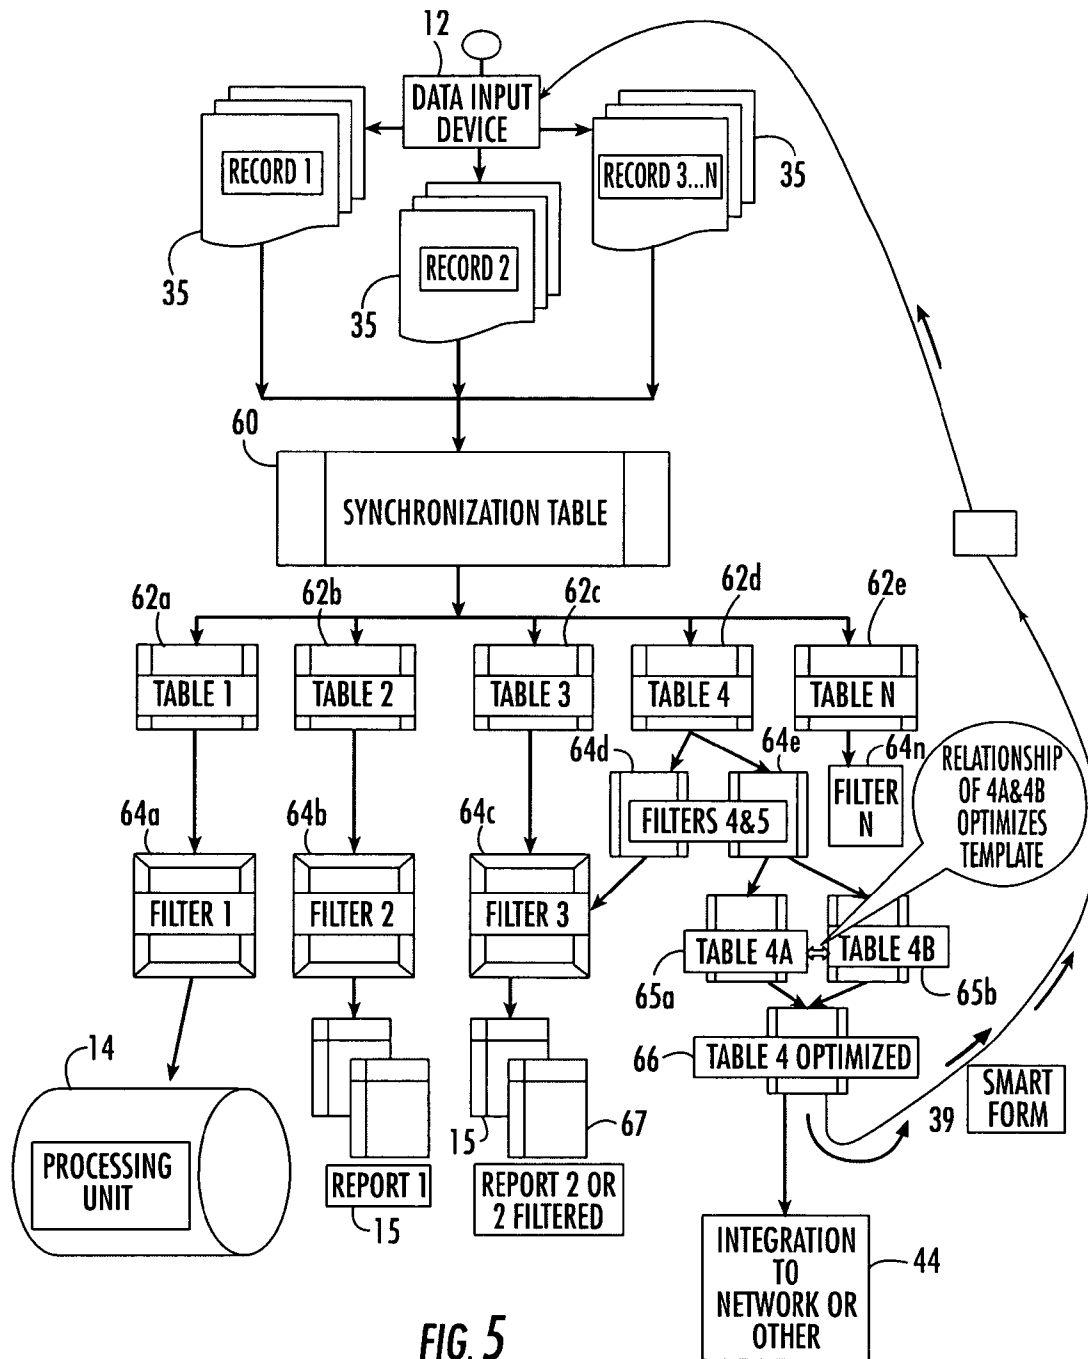 12
DATA INPUT
DEVICE
RECORD 1
RECORD 3...N
35
35
RECORD 2
35
60
SYNCHRONIZATION TABLE
62a
62b
62c
62d
62e
TABLE 1
TABLE 2
TABLE 3
TABLE 4
TABLE N
64d
64e
64n
FILTERS 4&5
FILTER
N
RELATIONSHIP
OF 4A&4B
OPTIMIZES
TEMPLATE
64a
64b
64c
FILTER 1
FILTER 2
FILTER 3
TABLE 4A
TABLE 4B
65a
65b
14
66
TABLE 4 OPTIMIZED
PROCESSING
UNIT
REPORT 1
15
15
67
REPORT 2 OR
2 FILTERED
39
SMART
FORM
INTEGRATION
TO
NETWORK OR
OTHER
44
FIG. 5